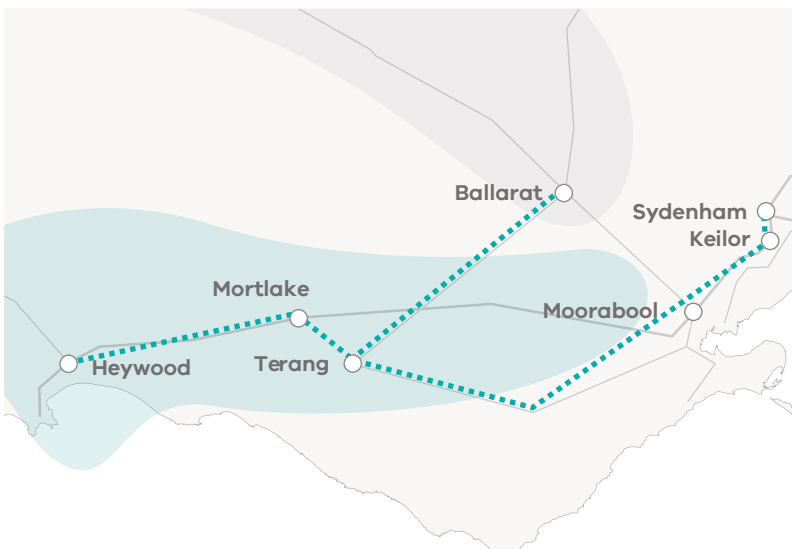 Ballarat
Sydenham
Keilor
Mortlake
Moorabool
Heywood
Terang